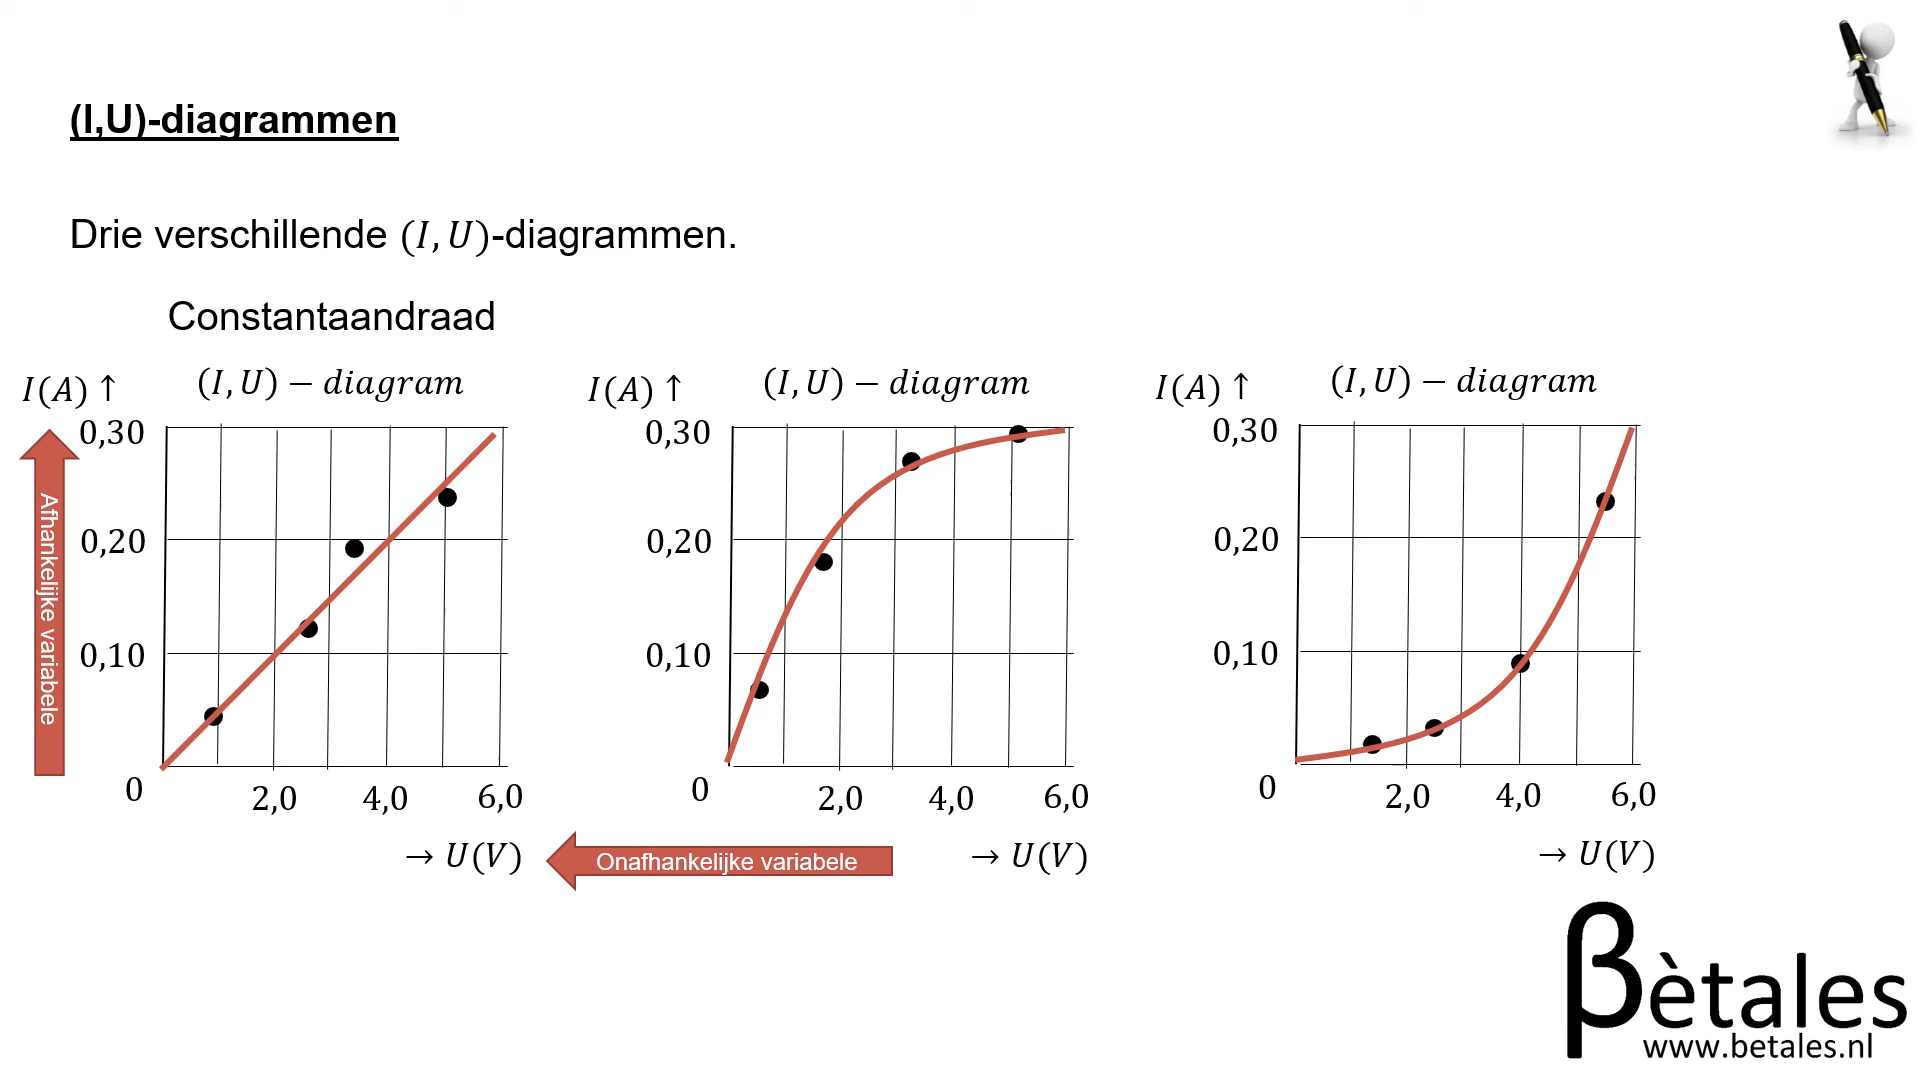 (I,U)-diagrammen
Drie verschillende (I, U)-diagrammen.
Constantaandraad
I(A) ↑
(I, U) − diagram
0,30
0,20
0,10
0
2,0
4,0
6,0
→ U(V)
Afhankelijke variabele
I(A) ↑
(I, U) − diagram
0,30
0,20
0,10
0
2,0
4,0
6,0
→ U(V)
Onafhankelijke variabele
I(A) ↑
(I, U) − diagram
0,30
0,20
0,10
0
2,0
4,0
6,0
→ U(V)
βètales
www.betales.nl